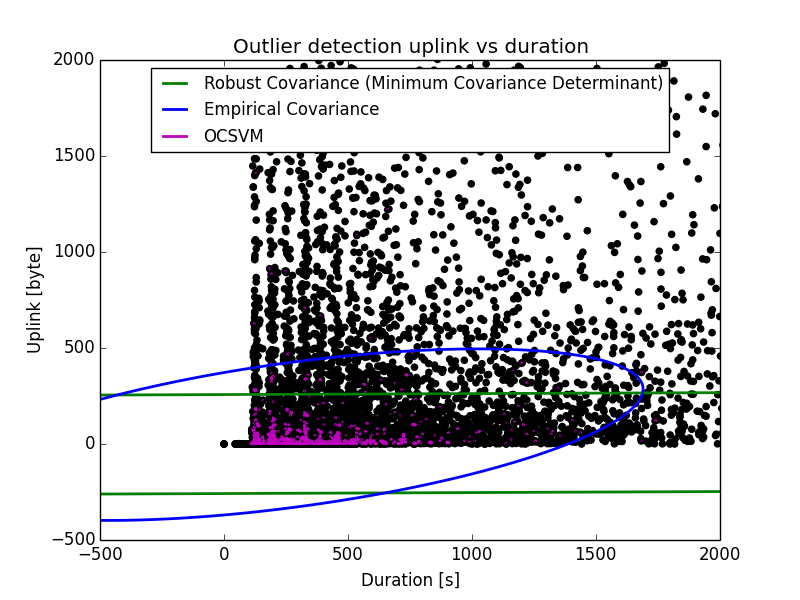 Outlier detection uplink vs duration
Robust Covariance (Minimum Covariance Determinant)
Empirical Covariance
OCSVM
2000
1500
1000
500
0
−500
Uplink [byte]
−500
0
500
1000
1500
2000
Duration [s]